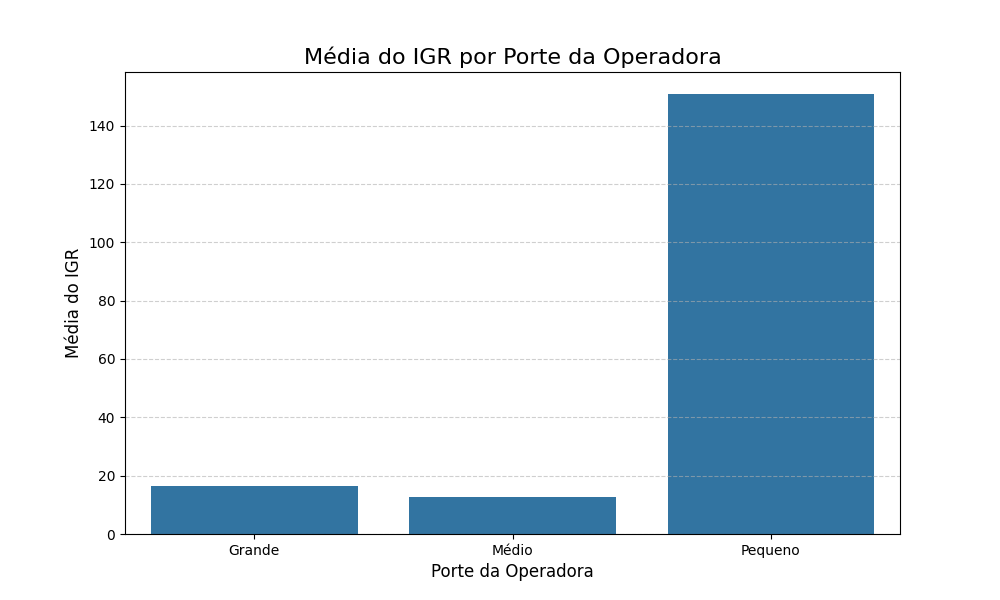 Média do IGR por Porte da Operadora
Média do IGR
140
120
100
80
60
40
20
0
Grande
Médio
Pequeno
Porte da Operadora